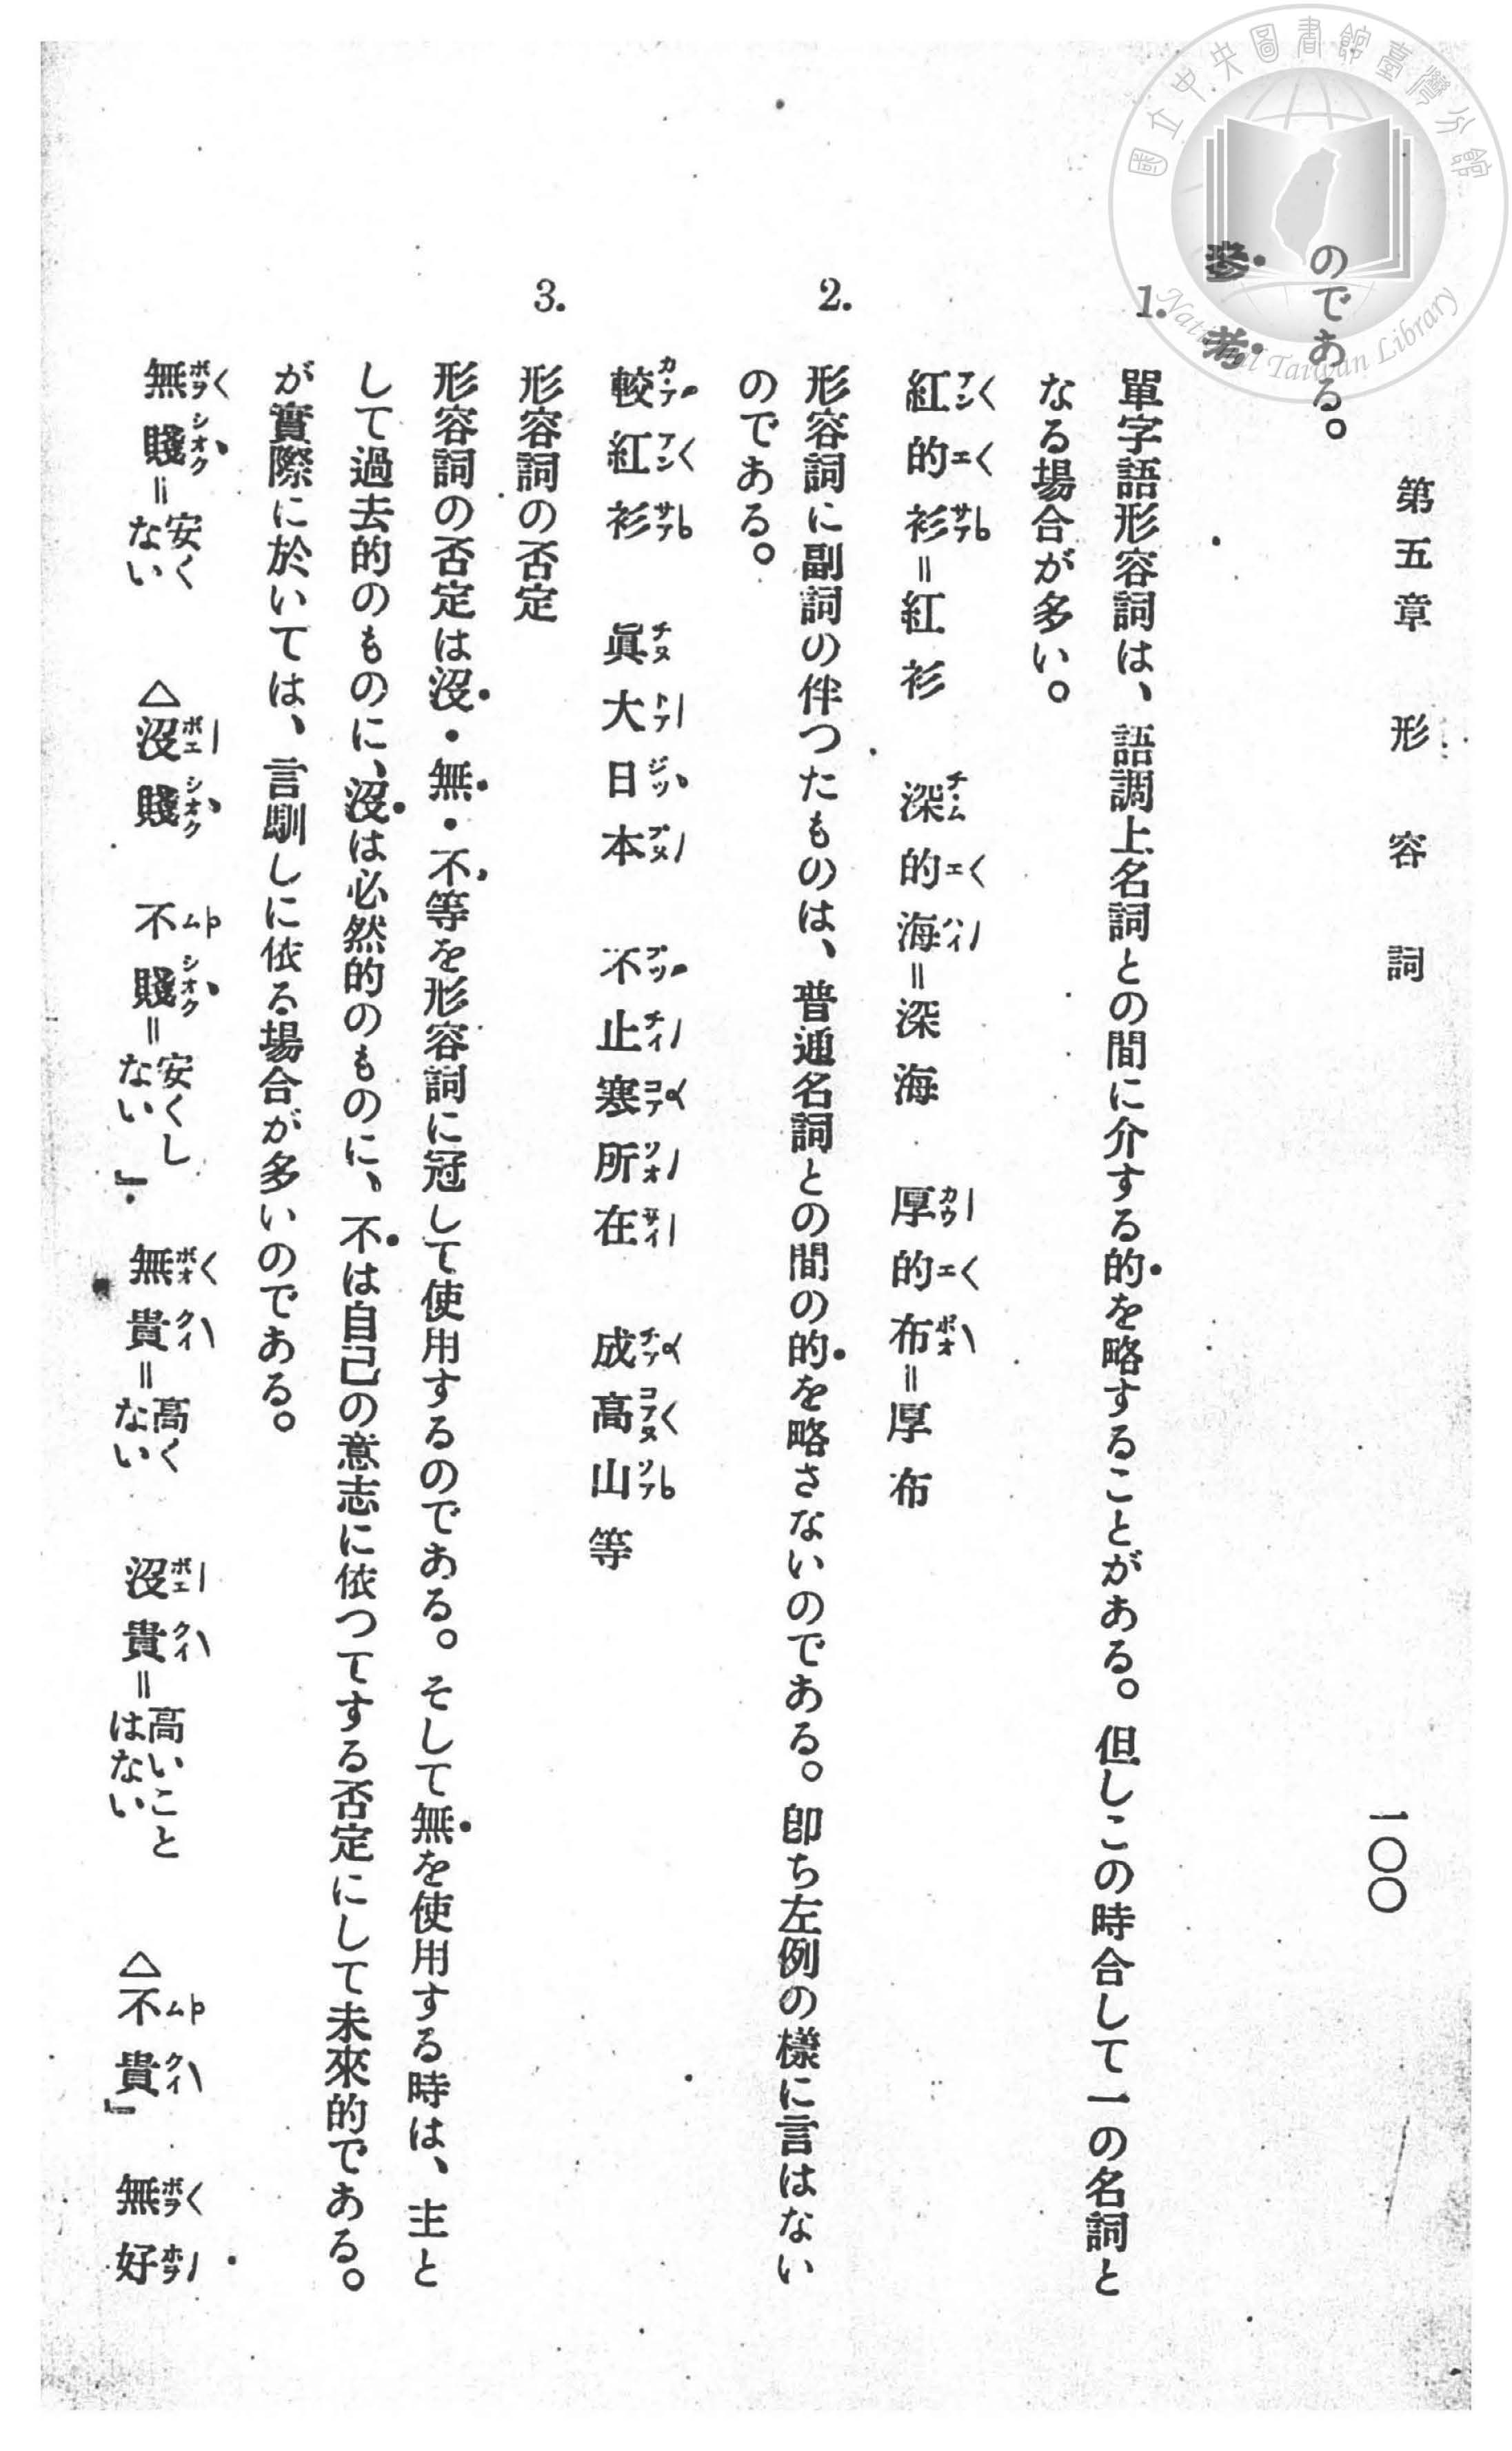 國立中央圖書館臺灣分館
National Taiwan Library
第五章 形容詞
一〇〇
のである。
參考
1.
單字語形容詞は、語調上名詞との間に介する的を略することがある。但しこの時合して一の名詞と
なる場合が多い。
紅的衫=紅衫 深的海=深海 厚的布=厚布
2.
形容詞に副詞の伴つたものは、普通名詞との間の的を略さないのである。卽ち左例の樣に言はない
のである。
較紅衫 眞大日本 不止寒所在 成高山等
3.
形容詞の否定
形容詞の否定は沒・無・不等を形容詞に冠して使用するのである。そして無を使用する時は、主と
して過去的のものに、沒は必然的のものに、不は自己の意志に依つてする否定にして未來的である。
が實際に於いては、言馴しに依る場合が多いのである。
無賤=安くない △沒賤 不賤=安くしない」 無貴=高くない 沒貴=高いことはない △不貴」 無好